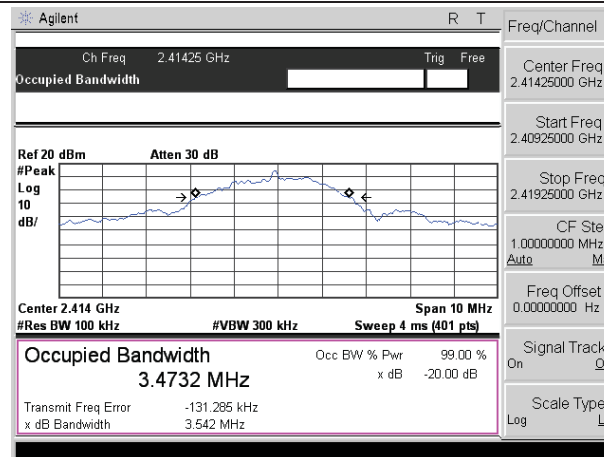 Agilent R T
Ch Freq 2.41425 GHz Trig Free
Occupied Bandwidth
Ref 20 dBm Atten 30 dB
#Peak
Log
10
dB/
Center 2.414 GHz Span 10 MHz
#Res BW 100 kHz #VBW 300 kHz Sweep 4 ms (401 pts)
Occupied Bandwidth Occ BW % Pwr 99.00 %
3.4732 MHz x dB -20.00 dB
Transmit Freq Error -131.285 kHz
x dB Bandwidth 3.542 MHz
Freq/Channel
Center Freq
2.41425000 GHz
Start Freq
2.40925000 GHz
Stop Freq
2.41925000 GHz
CF Ste
1.00000000 MHz
Auto M
Freq Offset
0.00000000 Hz
Signal Track
On O
Scale Type
Log L